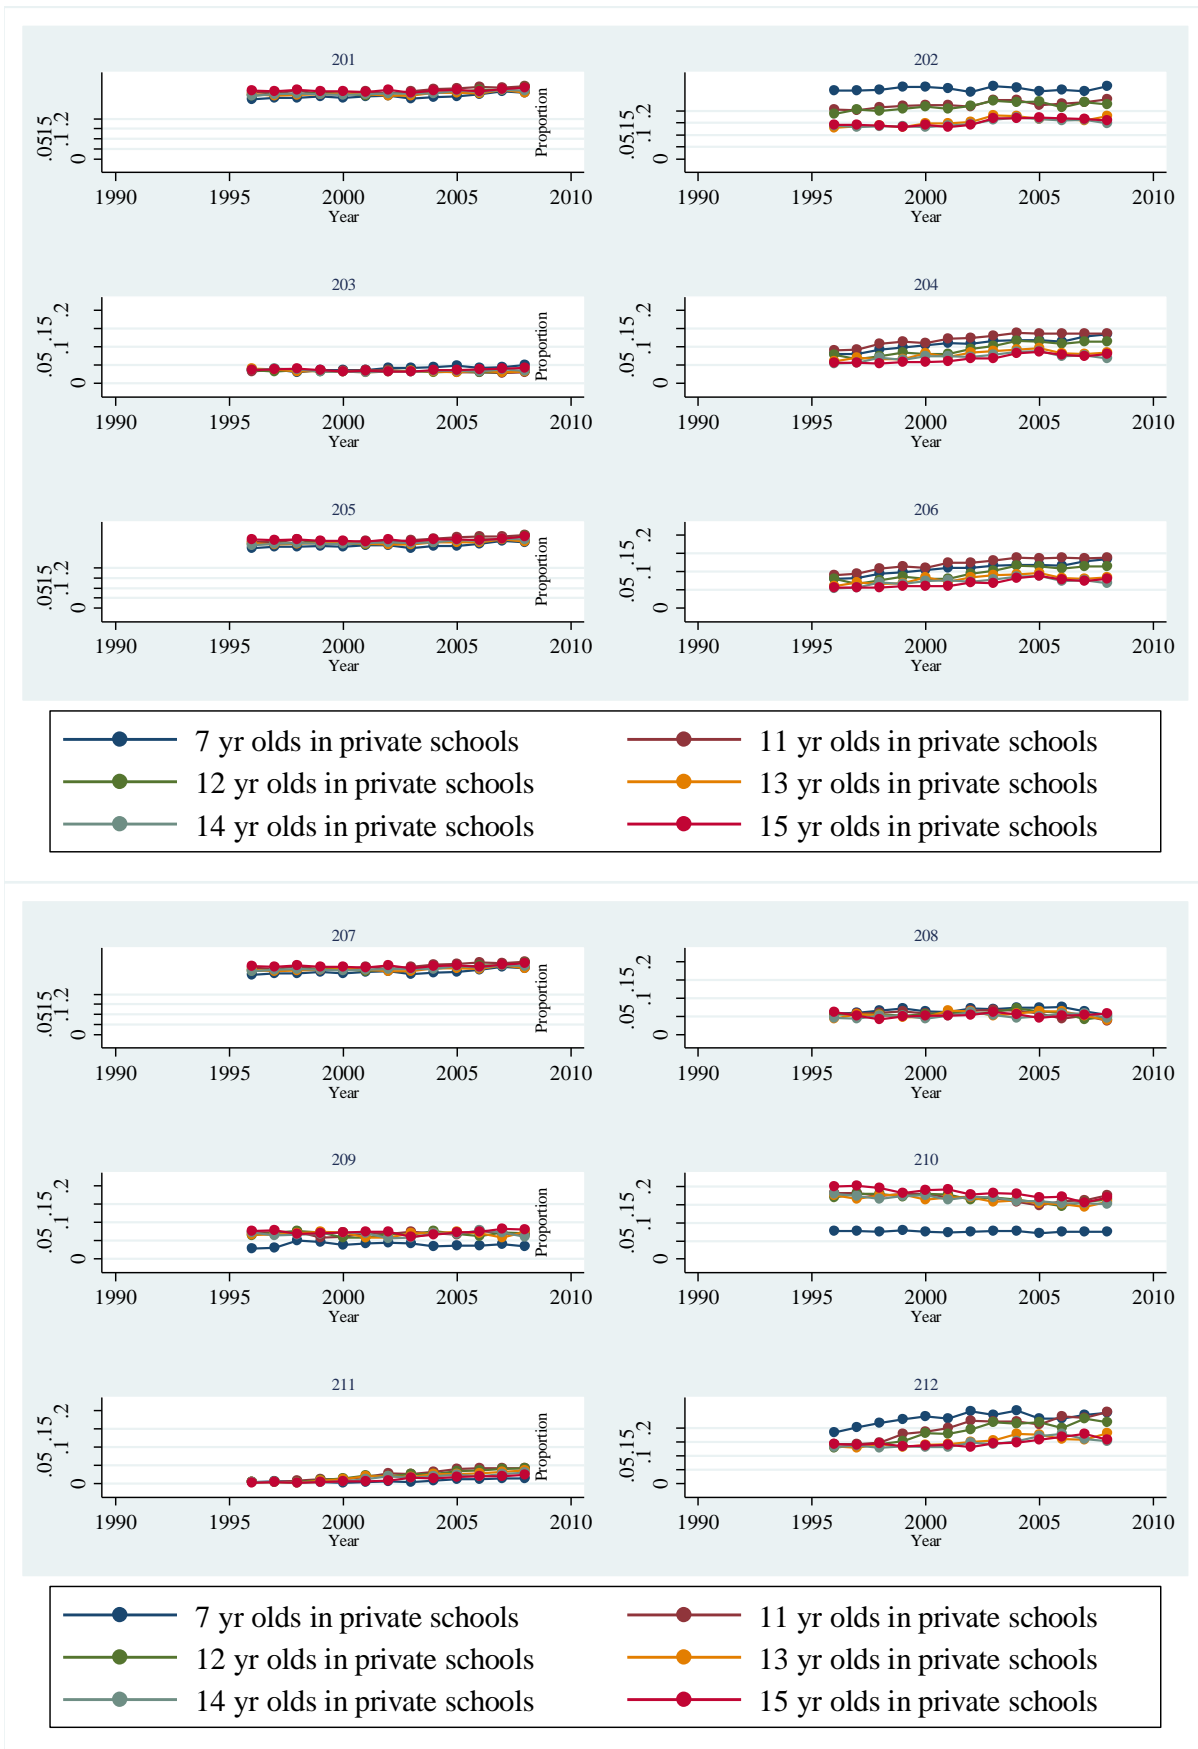 201
0 .05 .1 .15 .2
Proportion
1990 1995 2000 2005 2010
Year
202
0 .05 .1 .15 .2
1990 1995 2000 2005 2010
Year
203
0 .05 .1 .15 .2
Proportion
1990 1995 2000 2005 2010
Year
204
0 .05 .1 .15 .2
1990 1995 2000 2005 2010
Year
205
0 .05 .1 .15 .2
Proportion
1990 1995 2000 2005 2010
Year
206
0 .05 .1 .15 .2
1990 1995 2000 2005 2010
Year
7 yr olds in private schools
11 yr olds in private schools
12 yr olds in private schools
13 yr olds in private schools
14 yr olds in private schools
15 yr olds in private schools
207
0 .05 .1 .15 .2
Proportion
1990 1995 2000 2005 2010
Year
208
0 .05 .1 .15 .2
1990 1995 2000 2005 2010
Year
209
0 .05 .1 .15 .2
Proportion
1990 1995 2000 2005 2010
Year
210
0 .05 .1 .15 .2
1990 1995 2000 2005 2010
Year
211
0 .05 .1 .15 .2
Proportion
1990 1995 2000 2005 2010
Year
212
0 .05 .1 .15 .2
1990 1995 2000 2005 2010
Year
7 yr olds in private schools
11 yr olds in private schools
12 yr olds in private schools
13 yr olds in private schools
14 yr olds in private schools
15 yr olds in private schools